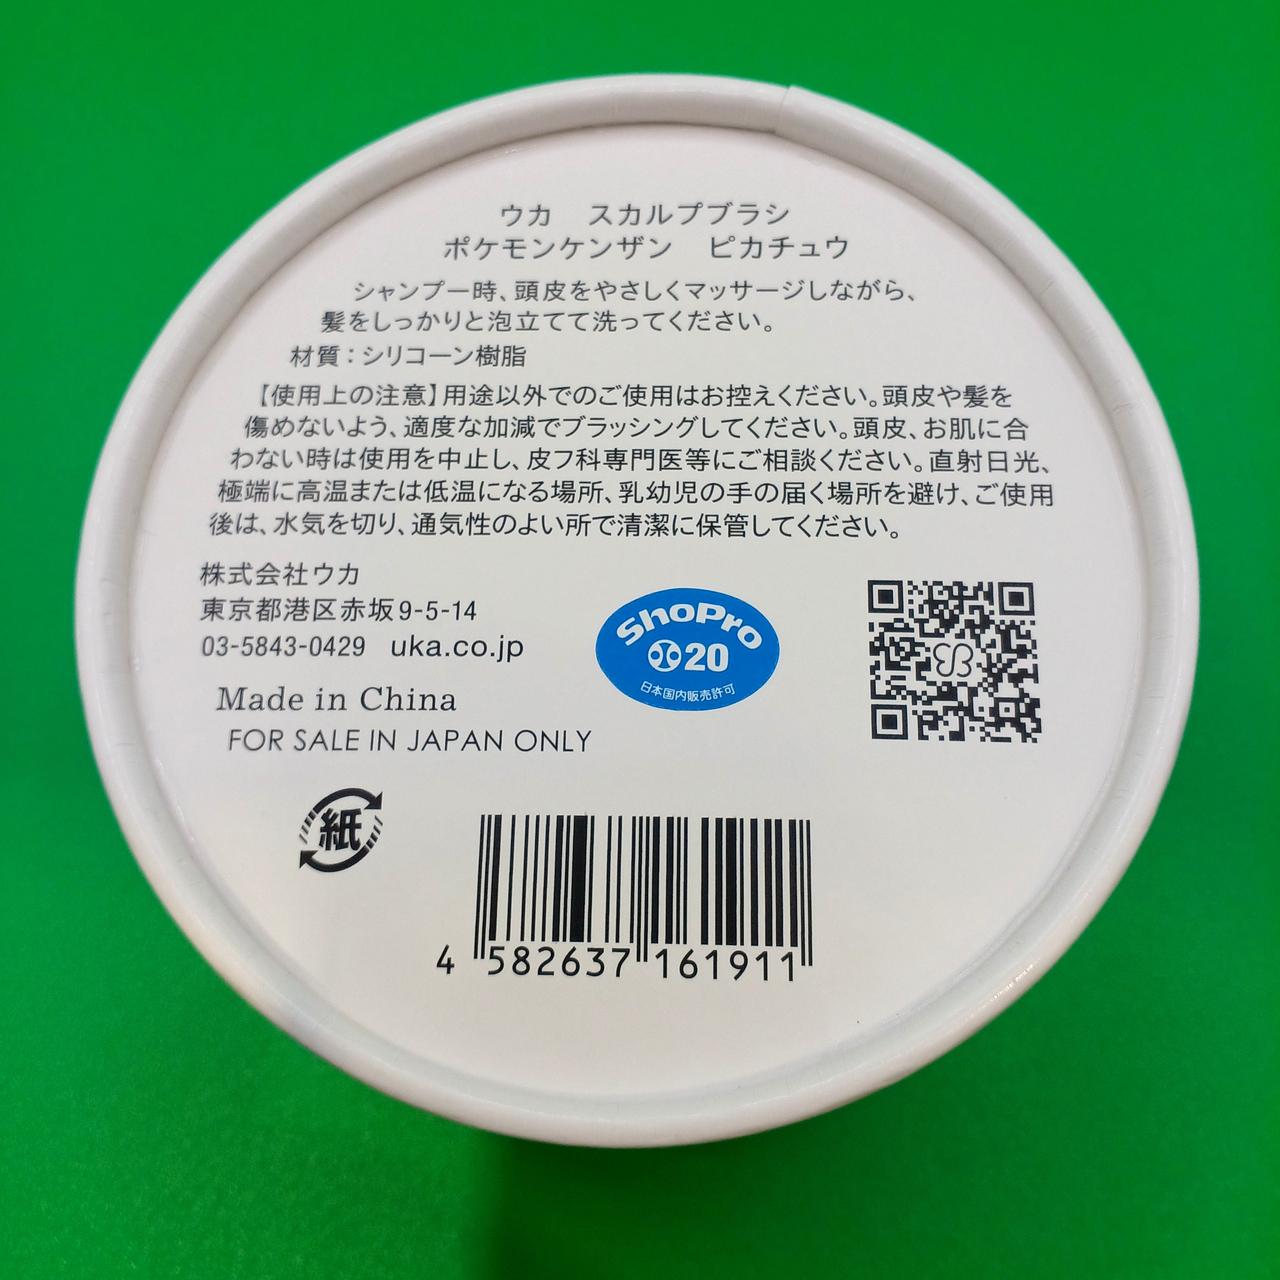 ウカ　スカルプブラシ
ポケモンケンザン　ピカチュウ
シャンプー時、頭皮をやさしくマッサージしながら、
髪をしっかりと泡立てて洗ってください。
材質：シリコーン樹脂
【使用上の注意】用途以外でのご使用はお控えください。頭皮や髪を
傷めないよう、適度な加減でブラッシングしてください。頭皮、お肌に合
わない時は使用を中止し、皮フ科専門医等にご相談ください。直射日光、
極端に高温または低温になる場所、乳幼児の手の届く場所を避け、ご使用
後は、水気を切り、通気性のよい所で清潔に保管してください。
株式会社ウカ
東京都港区赤坂9-5-14
03-5843-0429 uka.co.jp
Made in China
FOR SALE IN JAPAN ONLY
ShoPro
20
日本国内販売許可
紙
4 582637 161911